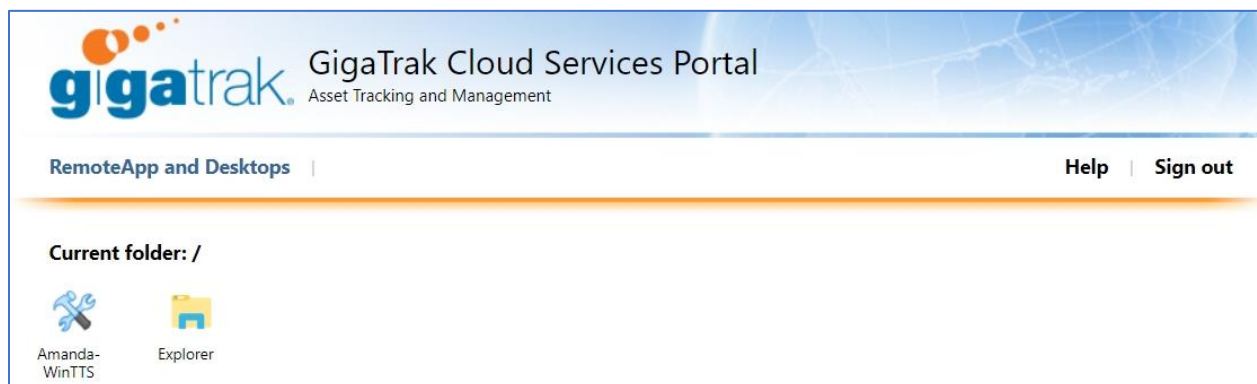 gigatrak®
GigaTrak Cloud Services Portal
Asset Tracking and Management
RemoteApp and Desktops |
Help | Sign out
Current folder: /
Amanda-
WinTTS
Explorer